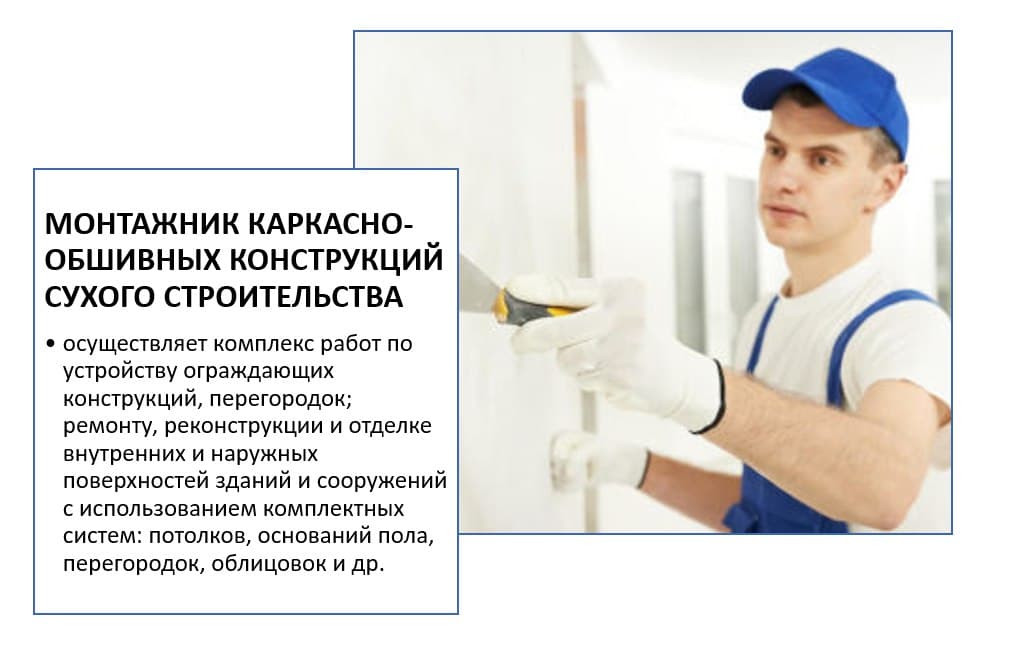 МОНТАЖНИК КАРКАСНО-
ОБШИВНЫХ КОНСТРУКЦИЙ
СУХОГО СТРОИТЕЛЬСТВА
• осуществляет комплекс работ по
устройству ограждающих
конструкций, перегородок;
ремонту, реконструкции и отделке
внутренних и наружных
поверхностей зданий и сооружений
с использованием комплектных
систем: потолков, оснований пола,
перегородок, облицовок и др.